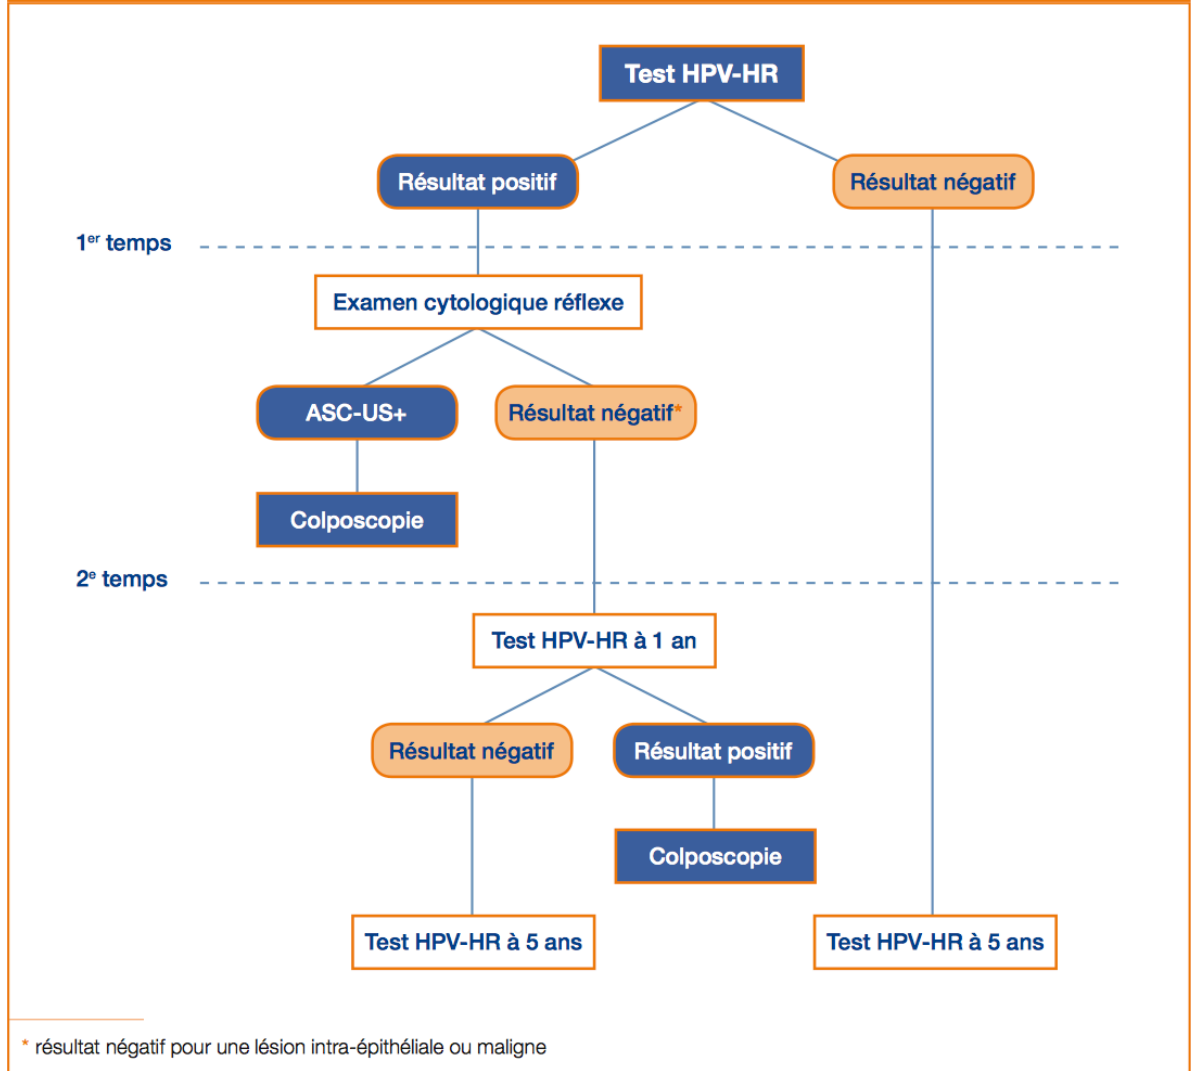 Test HPV-HR
Résultat positif
Résultat négatif
1er temps
Examen cytologique réflexe
ASC-US+
Résultat négatif*
Colposcopie
2e temps
Test HPV-HR à 1 an
Résultat négatif
Résultat positif
Colposcopie
Test HPV-HR à 5 ans
Test HPV-HR à 5 ans
* résultat négatif pour une lésion intra-épithéliale ou maligne